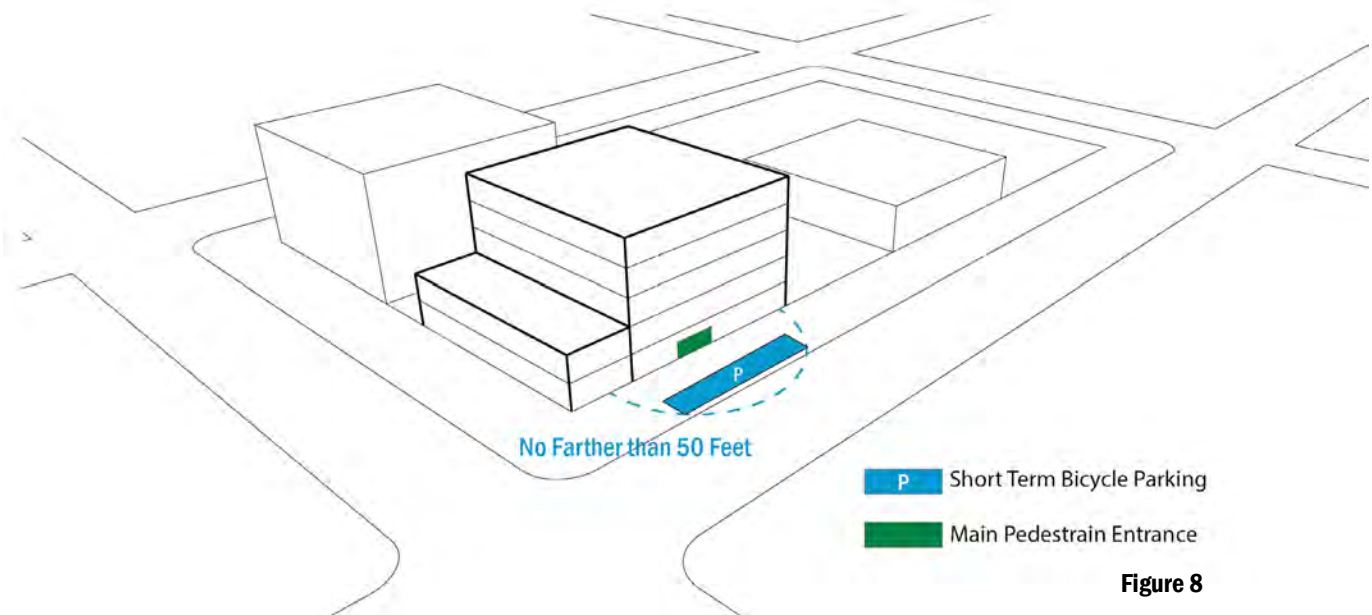 P
No Farther than 50 Feet
P Short Term Bicycle Parking
Main Pedestrain Entrance
Figure 8